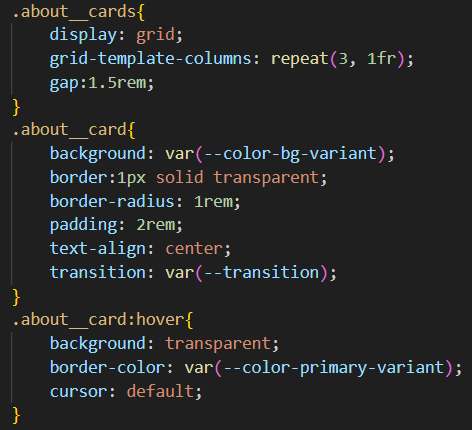 .about__cards{
    display: grid;
    grid-template-columns: repeat(3, 1fr);
    gap:1.5rem;
}
.about__card{
    background: var(--color-bg-variant);
    border:1px solid transparent;
    border-radius: 1rem;
    padding: 2rem;
    text-align: center;
    transition: var(--transition);
}
.about__card:hover{
    background: transparent;
    border-color: var(--color-primary-variant);
    cursor: default;
}